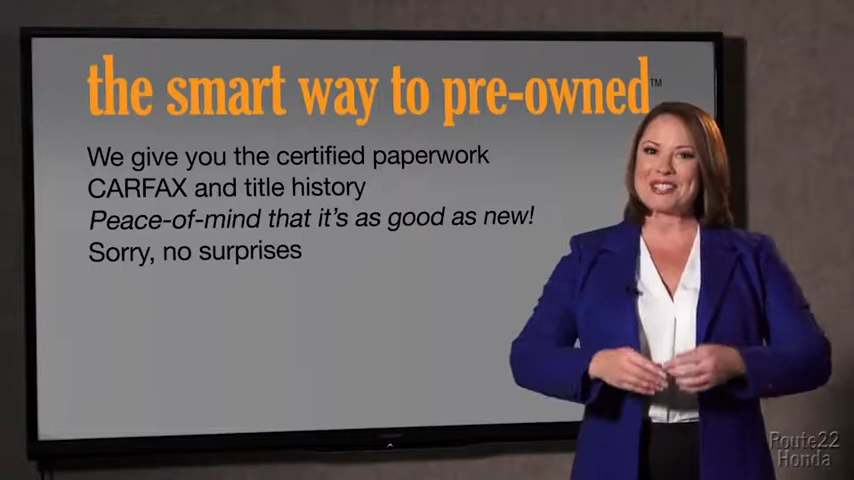 the smart way to pre-owned™
We give you the certified paperwork
CARFAX and title history
Peace-of-mind that it's as good as new!
Sorry, no surprises
Route22
Honda